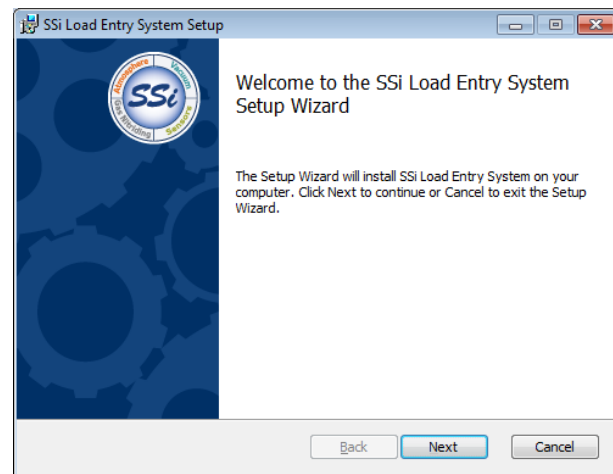 SSi Load Entry System Setup
Atmosphere
Vacuum
SSi
Gas Nitriding
Sensors
Welcome to the SSi Load Entry System
Setup Wizard
The Setup Wizard will install SSi Load Entry System on your
computer. Click Next to continue or Cancel to exit the Setup
Wizard.
Back
Next
Cancel